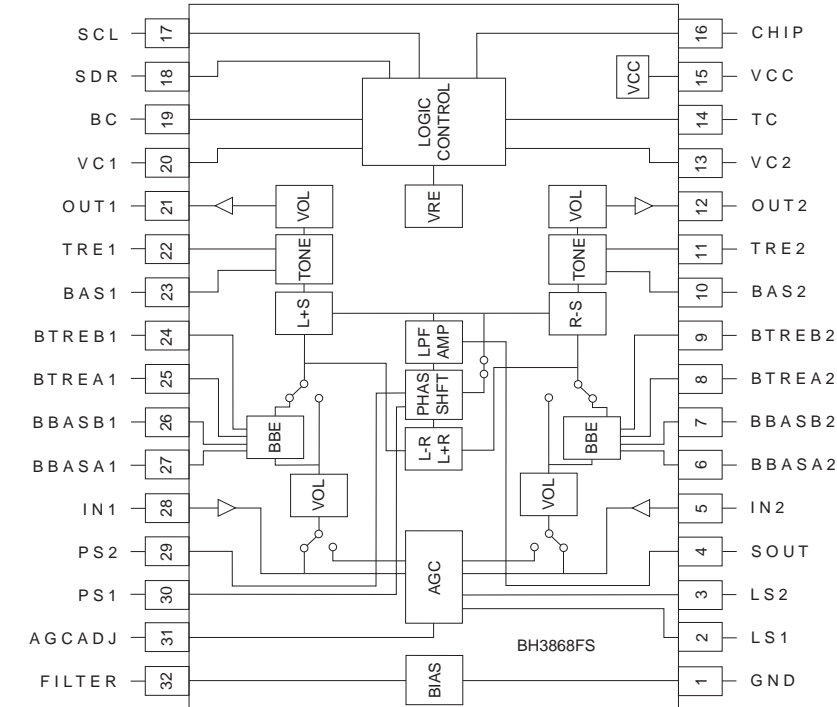 SCL 17 16 CHIP
SDR 18 VCC 15 VCC
BC 19 LOGIC CONTROL 14 TC
VC1 20 13 VC2
OUT1 21 VOL VRE VOL 12 OUT2
TRE1 22 TONE TONE 11 TRE2
BAS1 23 10 BAS2
L+S R-S
BTREB1 24 LPF AMP 9 BTREB2
BTREA1 25 PHAS SHFT 8 BTREA2
BBASB1 26 BBE BBE 7 BBASB2
BBASA1 27 L-R L+R 6 BBASA2
IN1 28 VOL VOL 5 IN2
PS2 29 4 SOUT
PS1 30 AGC 3 LS2
AGCADJ 31 2 LS1
BH3868FS
FILTER 32 BIAS 1 GND